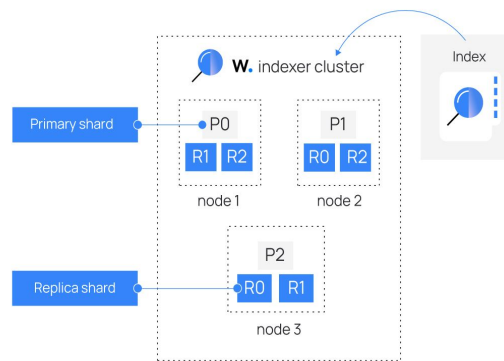 W. indexer cluster
Index
Primary shard
P0
P1
R1 R2
R0 R2
node 1
node 2
P2
Replica shard
R0 R1
node 3